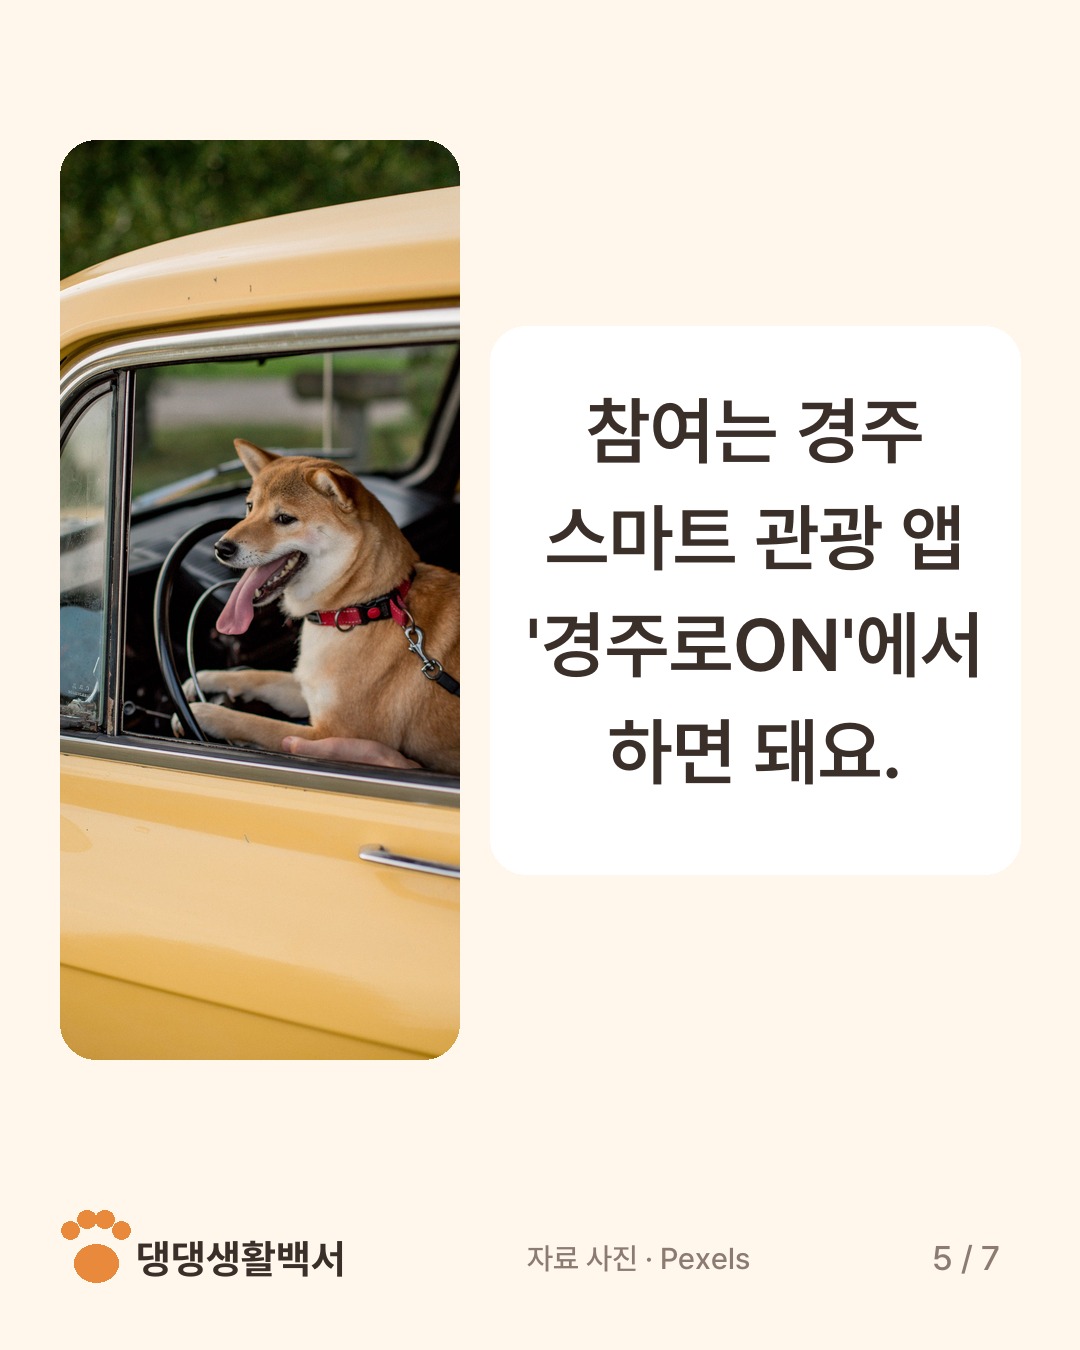 참여는 경주
스마트 관광 앱
'경주로ON'에서
하면 돼요.
댕댕생활백서
자료 사진 · Pexels
5 / 7